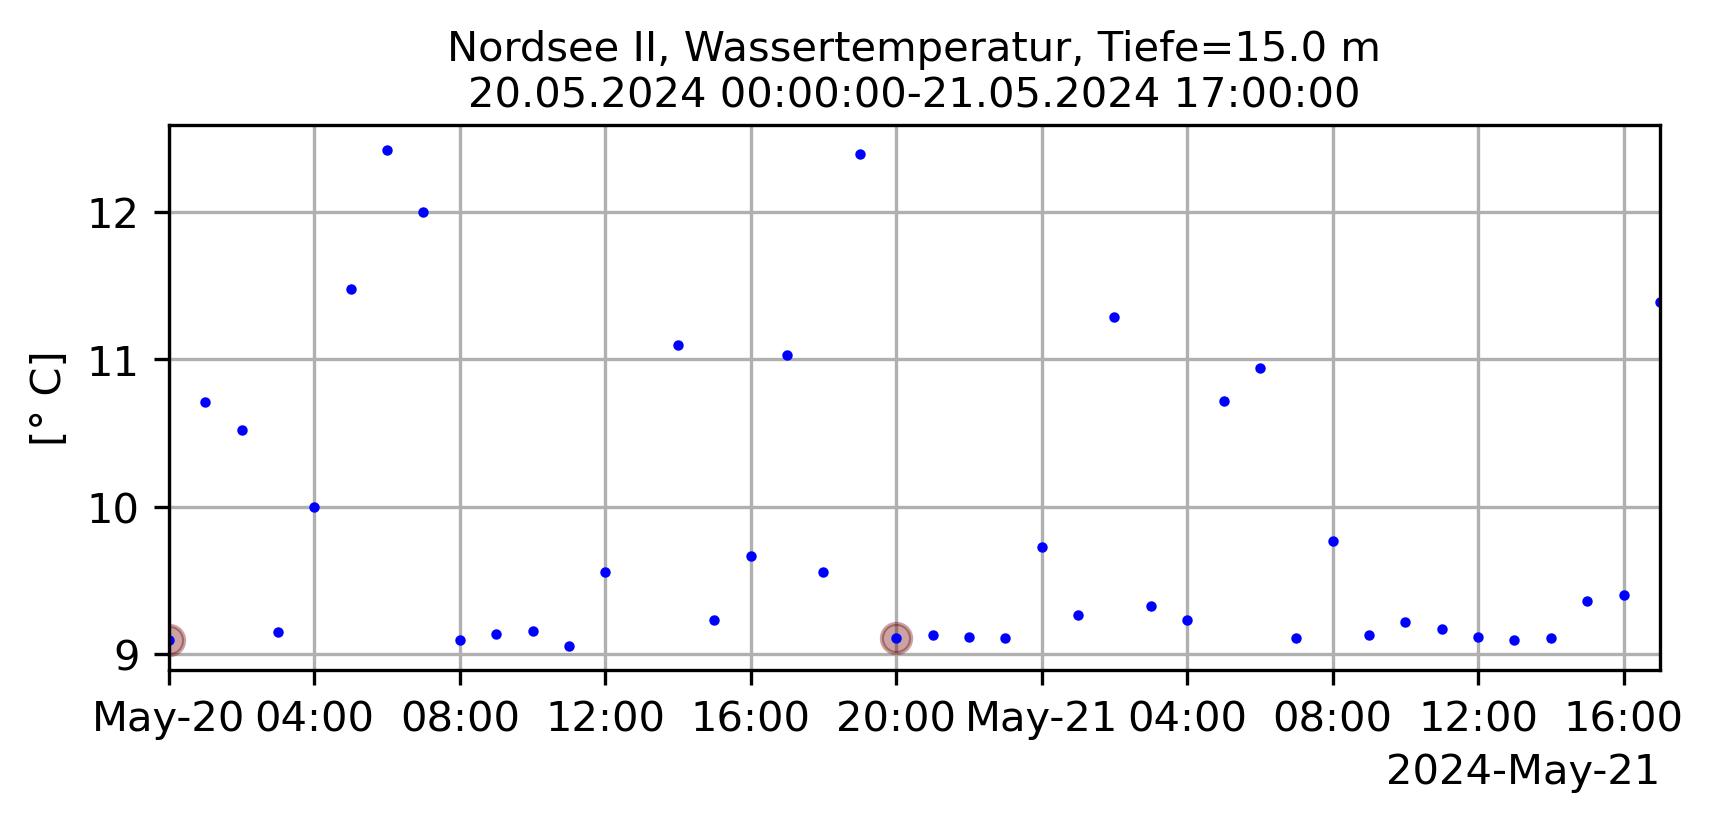 Nordsee II, Wassertemperatur, Tiefe=15.0 m
20.05.2024 00:00:00-21.05.2024 17:00:00
12
11
10
9
[° C]
May-20 04:00 08:00 12:00 16:00 20:00 May-21 04:00 08:00 12:00 16:00
2024-May-21